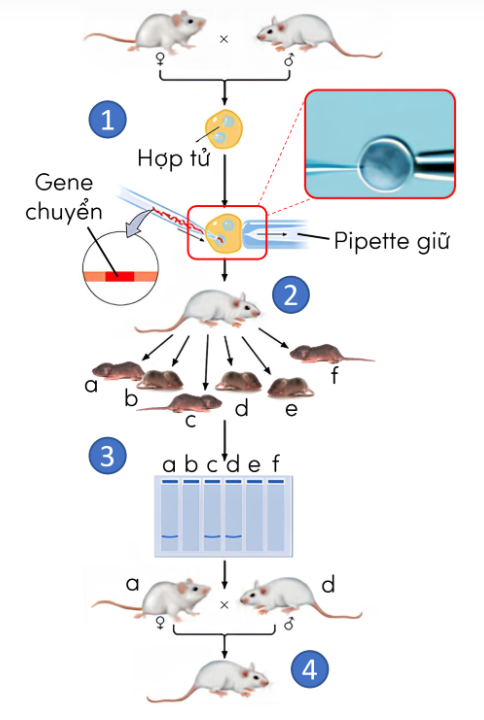 ♀ × ♂
1
Hợp tử
Gene
chuyển
Pipette giữ
2
a
b
c
d
e
f
3
a b c d e f
a
d
♀ × ♂
4